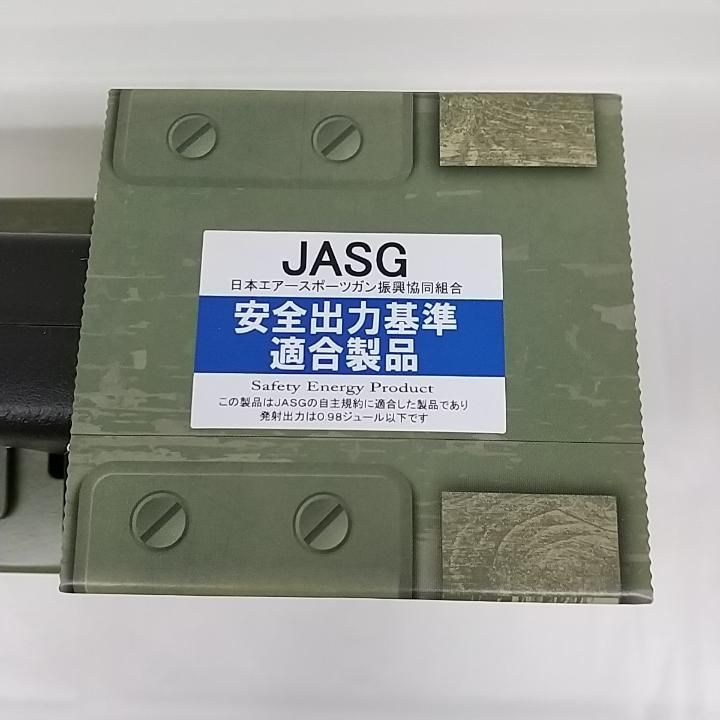 JASG
日本エアースポーツガン振興協同組合
安全出力基準
適合製品
Safety Energy Product
この製品はJASGの自主規約に適合した製品であり
発射出力は0.98ジュール以下です